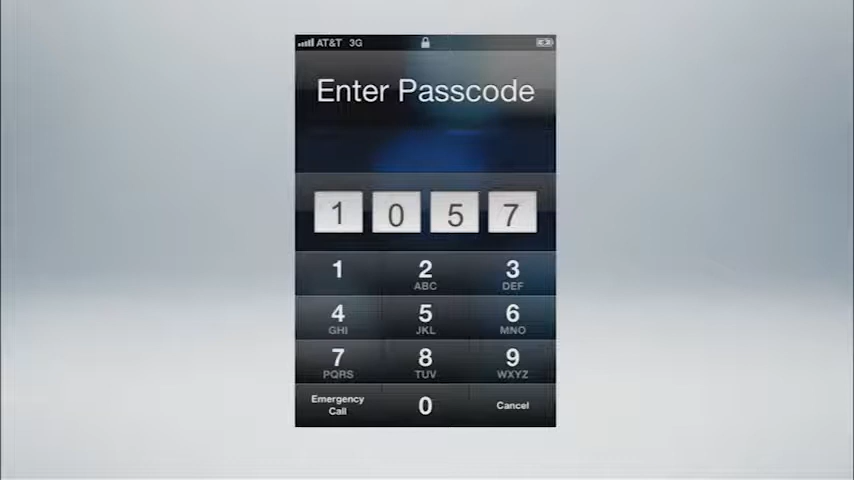 AT&T 3G
Enter Passcode
1 0 5 7
1 2 3
ABC DEF
4 5 6
GHI JKL MNO
7 8 9
PQRS TUV WXYZ
Emergency Call 0 Cancel